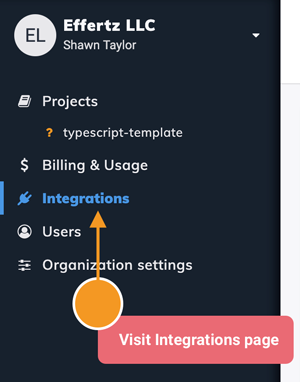 EL
Effertz LLC
Shawn Taylor
Projects
? typescript-template
$ Billing & Usage
Integrations
Users
Organization settings
Visit Integrations page